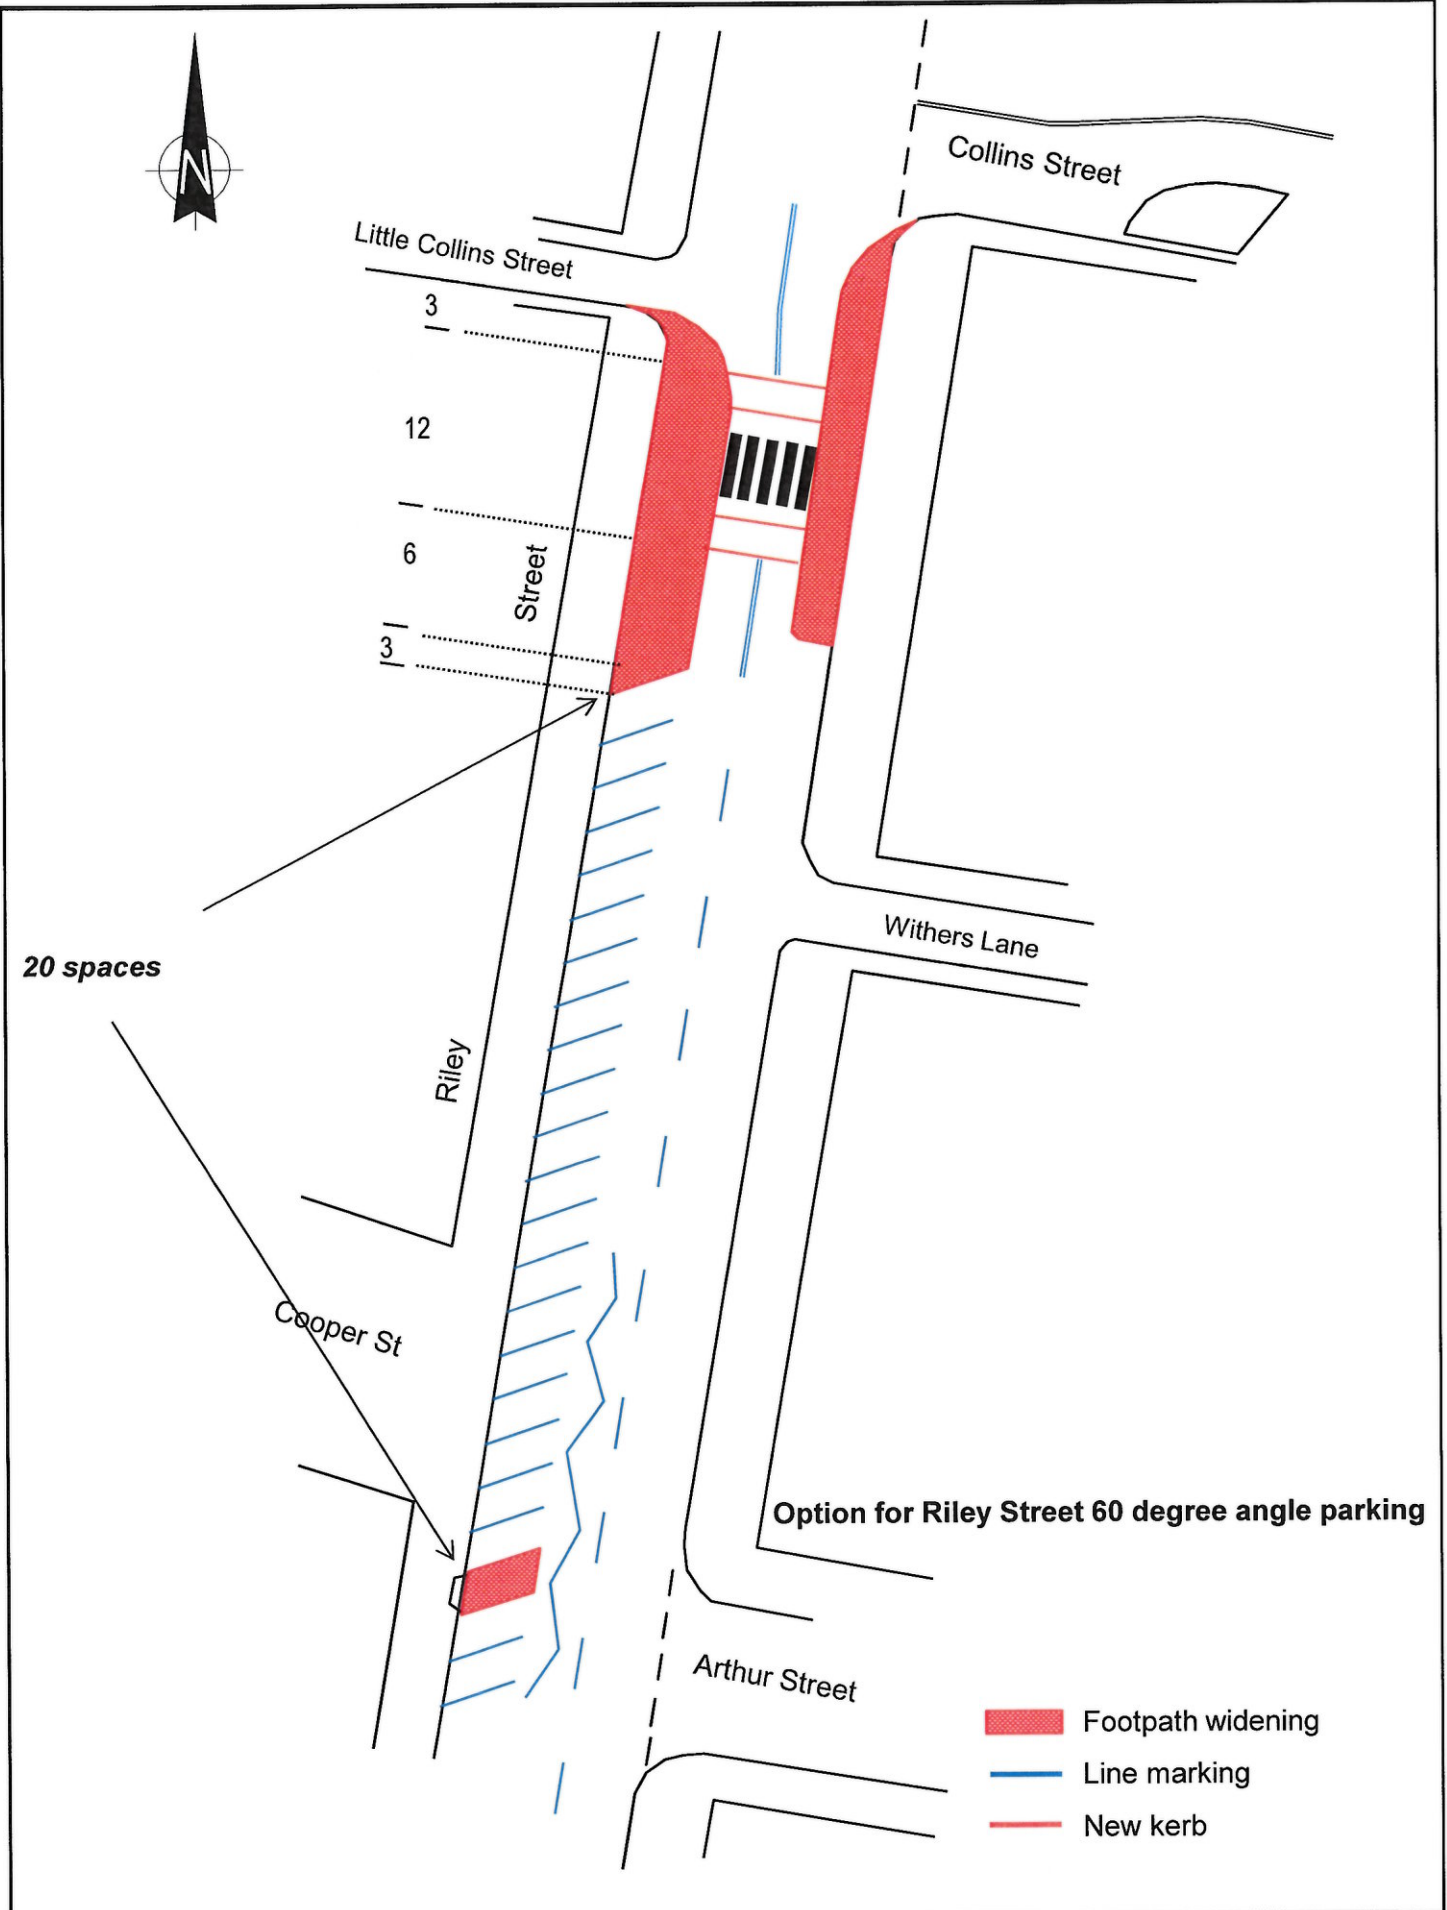 N
Collins Street
Little Collins Street
3
12
6
Street
3
Withers Lane
20 spaces
Riley
Cooper St
Option for Riley Street 60 degree angle parking
Arthur Street
Footpath widening
Line marking
New kerb